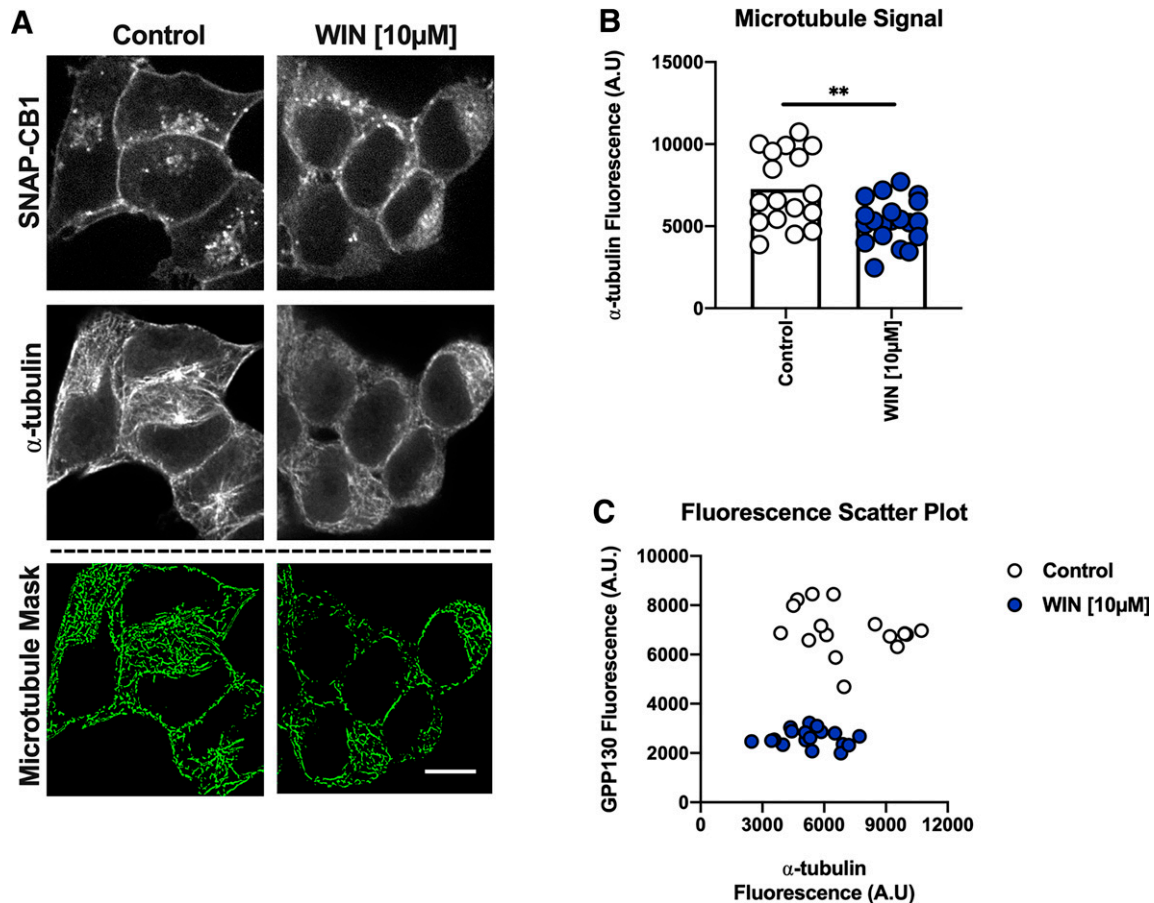 A
Control
WIN [10µM]
SNAP-CB1
α-tubulin
Microtubule Mask
B
Microtubule Signal
α-tubulin Fluorescence (A.U)
15000
10000
5000
0
**
Control
WIN [10µM]
C
Fluorescence Scatter Plot
GPP130 Fluorescence (A.U.)
10000
8000
6000
4000
2000
0
0
3000
6000
9000
12000
α-tubulin
Fluorescence (A.U)
Control
WIN [10µM]